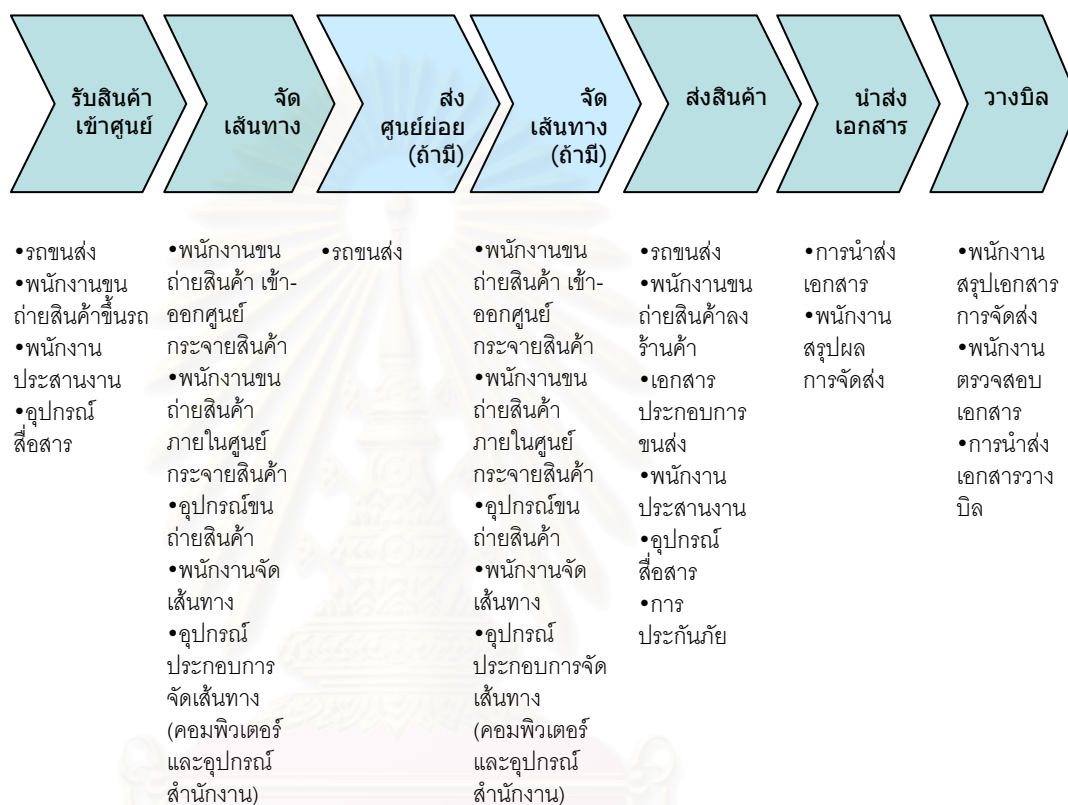 รับสินค้า
เข้าศูนย์
จัด
เส้นทาง
ส่ง
ศูนย์ย่อย
(ถ้ามี)
จัด
เส้นทาง
(ถ้ามี)
ส่งสินค้า
นำส่ง
เอกสาร
วางบิล
•รถขนส่ง
•พนักงานขน
ถ่ายสินค้าขึ้นรถ
•พนักงาน
ประสานงาน
•อุปกรณ์
สื่อสาร
•พนักงานขน
ถ่ายสินค้า เข้า-
ออกศูนย์
กระจายสินค้า
•พนักงานขน
ถ่ายสินค้า
ภายในศูนย์
กระจายสินค้า
•อุปกรณ์ขน
ถ่ายสินค้า
•พนักงานจัด
เส้นทาง
•อุปกรณ์
ประกอบการ
จัดเส้นทาง
(คอมพิวเตอร์
และอุปกรณ์
สำนักงาน)
•รถขนส่ง
•พนักงานขน
ถ่ายสินค้า เข้า-
ออกศูนย์
กระจายสินค้า
•พนักงานขน
ถ่ายสินค้า
ภายในศูนย์
กระจายสินค้า
•อุปกรณ์ขน
ถ่ายสินค้า
•พนักงานจัด
เส้นทาง
•อุปกรณ์
ประกอบการจัด
เส้นทาง
(คอมพิวเตอร์
และอุปกรณ์
สำนักงาน)
•รถขนส่ง
•พนักงานขน
ถ่ายสินค้าลง
ร้านค้า
•เอกสาร
ประกอบการ
ขนส่ง
•พนักงาน
ประสานงาน
•อุปกรณ์
สื่อสาร
•การ
ประกันภัย
•การนำส่ง
เอกสาร
•พนักงาน
สรุปผล
การจัดส่ง
•พนักงาน
สรุปเอกสาร
การจัดส่ง
•พนักงาน
ตรวจสอบ
เอกสาร
•การนำส่ง
เอกสารวาง
บิล